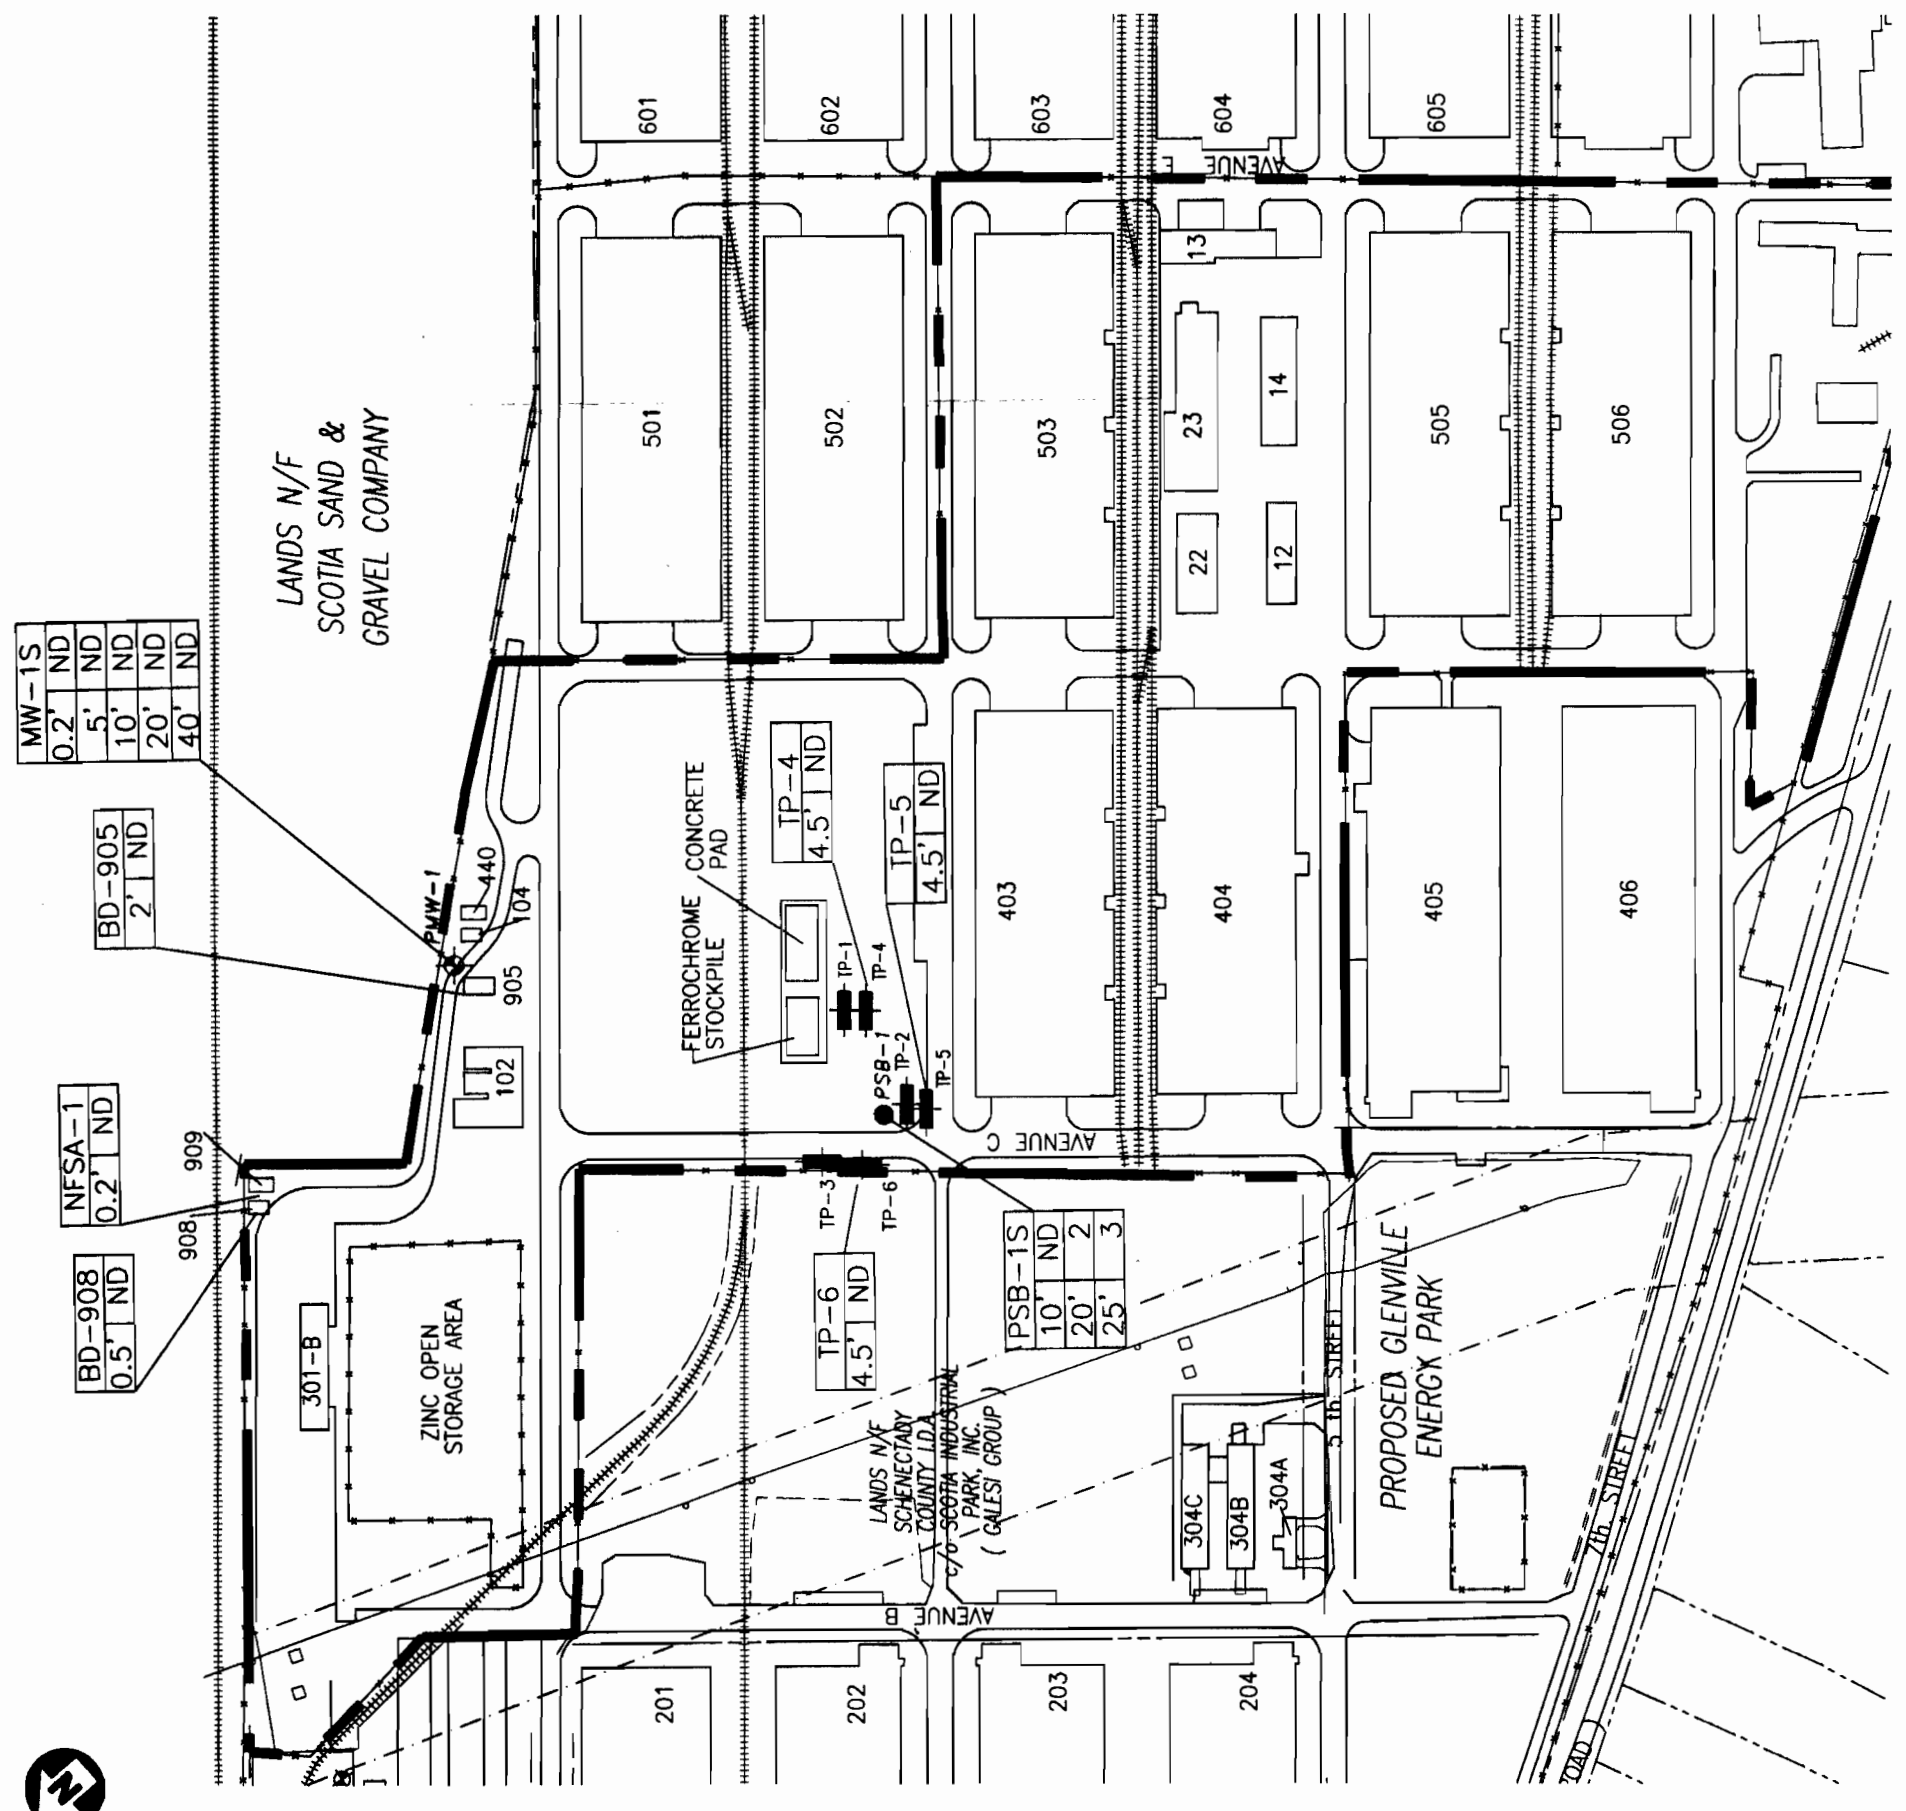 601
602
603
604
605
AVENUE E
13
LANDS N/F
SCOTIA SAND &
GRAVEL COMPANY
501
502
503
23
14
22
12
505
506
MW-1S
0.2' ND
5' ND
10' ND
20' ND
40' ND
BD-905
2' ND
PMW-1
440
104
905
102
FERROCHROME
STOCKPILE
CONCRETE
PAD
TP-4
4.5' ND
TP-5
4.5' ND
TP-1
TP-4
PSB-1
TP-2
TP-5
403
404
405
406
AVENUE C
NFSA-1
0.2' ND
909
908
BD-908
0.5' ND
301-B
ZINC OPEN
STORAGE AREA
TP-3
TP-6
TP-6
4.5' ND
PSB-1S
10' ND
20' 2
25' 3
LANDS N/F
SCHENECTADY
COUNTY I.D.A.
c/o SCOTIA INDUSTRIAL
PARK, INC.
( GALESI GROUP )
304C
304B
304A
5 th STREET
PROPOSED GLENVILLE
ENERGY PARK
7th. STREET
AVENUE B
201
202
203
204
ROAD
N